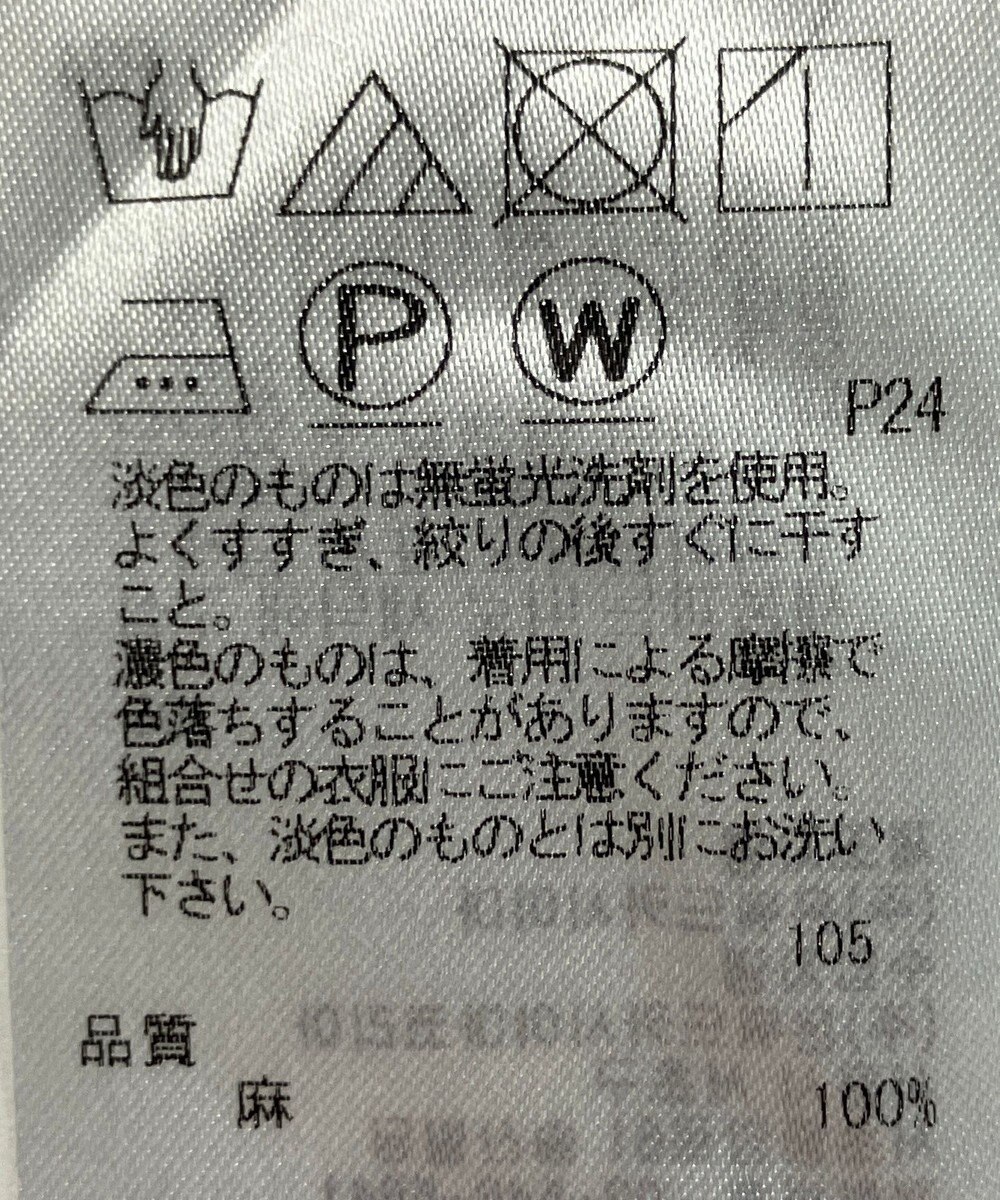 P W
P24
淡色のものは無蛍光洗剤を使用。
よくすすぎ、絞りの後すぐに干す
こと。
濃色のものは、着用による摩擦で
色落ちすることがありますので、
組合せの衣服にご注意ください。
また、淡色のものとは別にお洗い
下さい。
105
品質
麻 100%